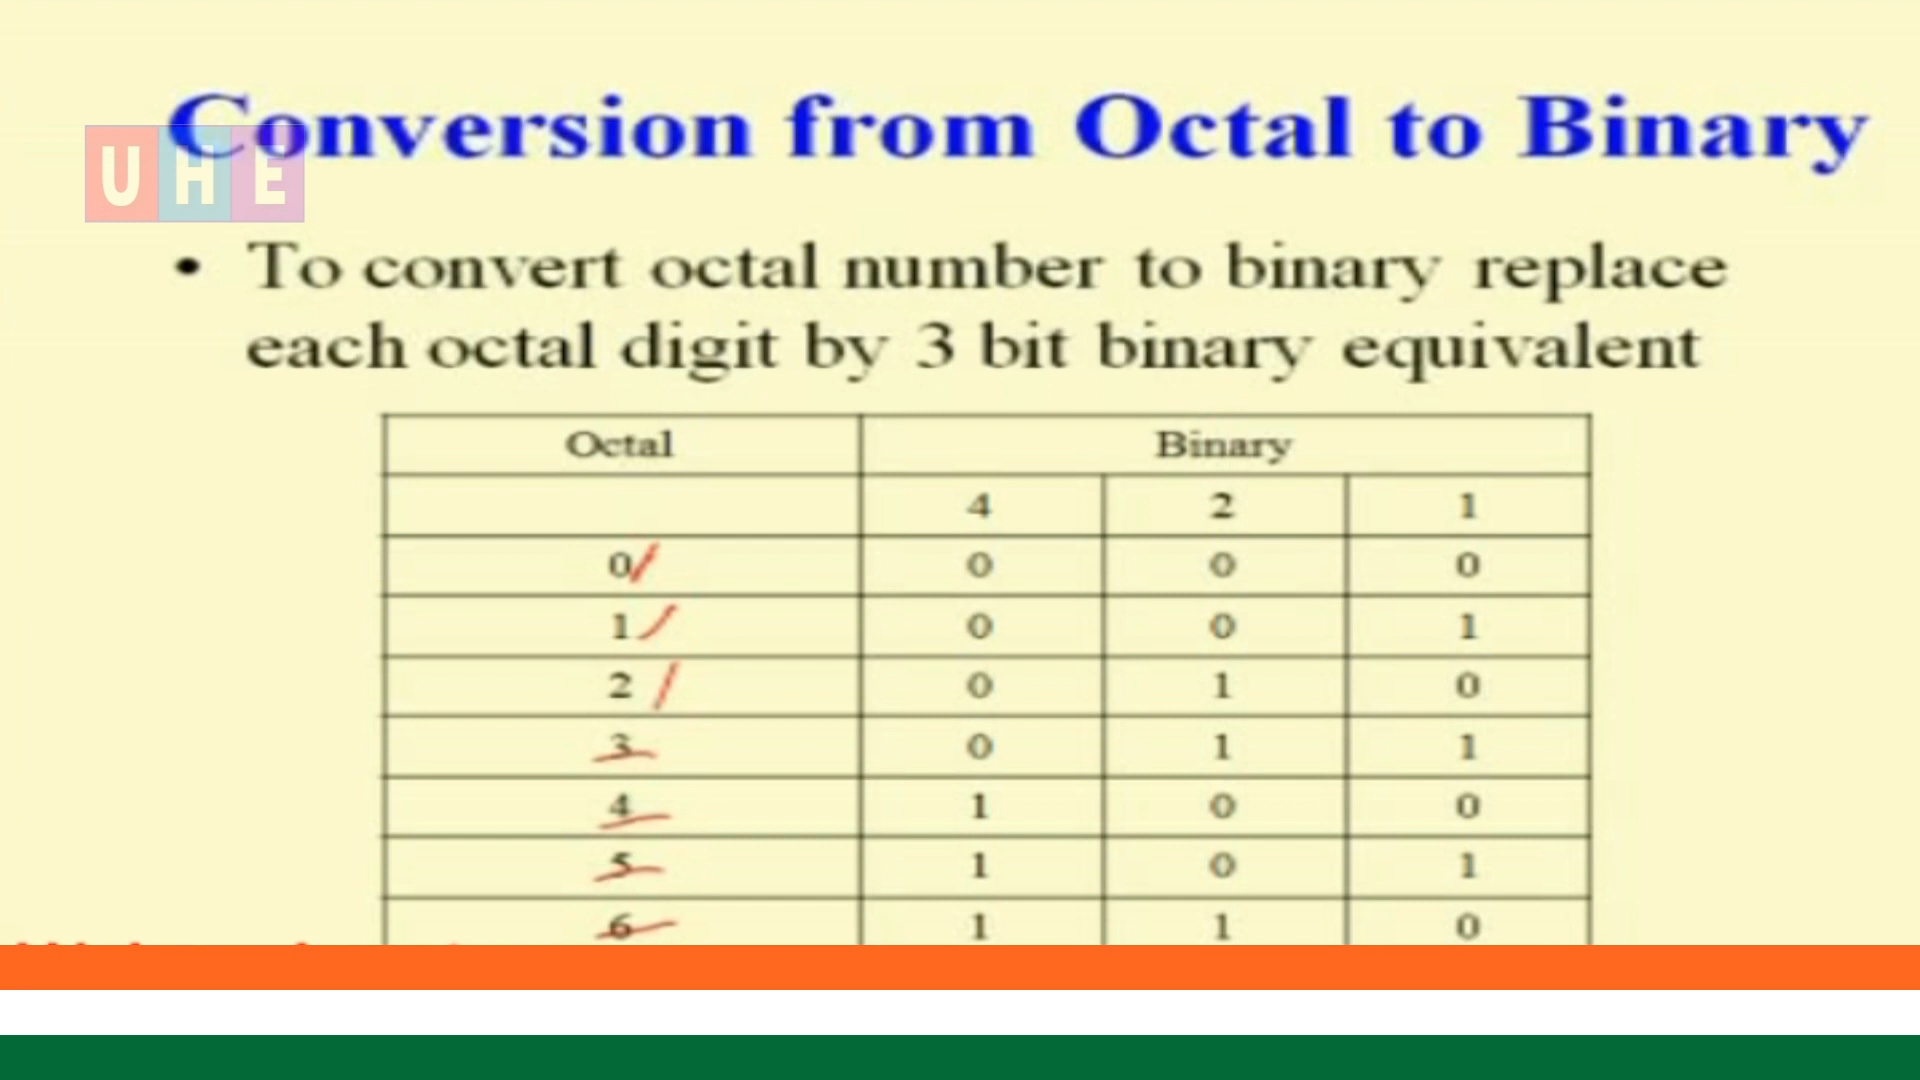 Conversion from Octal to Binary
UHE
• To convert octal number to binary replace
each octal digit by 3 bit binary equivalent
Octal Binary
4 2 1
0 0 0 0
1 0 0 1
2 0 1 0
3 0 1 1
4 1 0 0
5 1 0 1
6 1 1 0